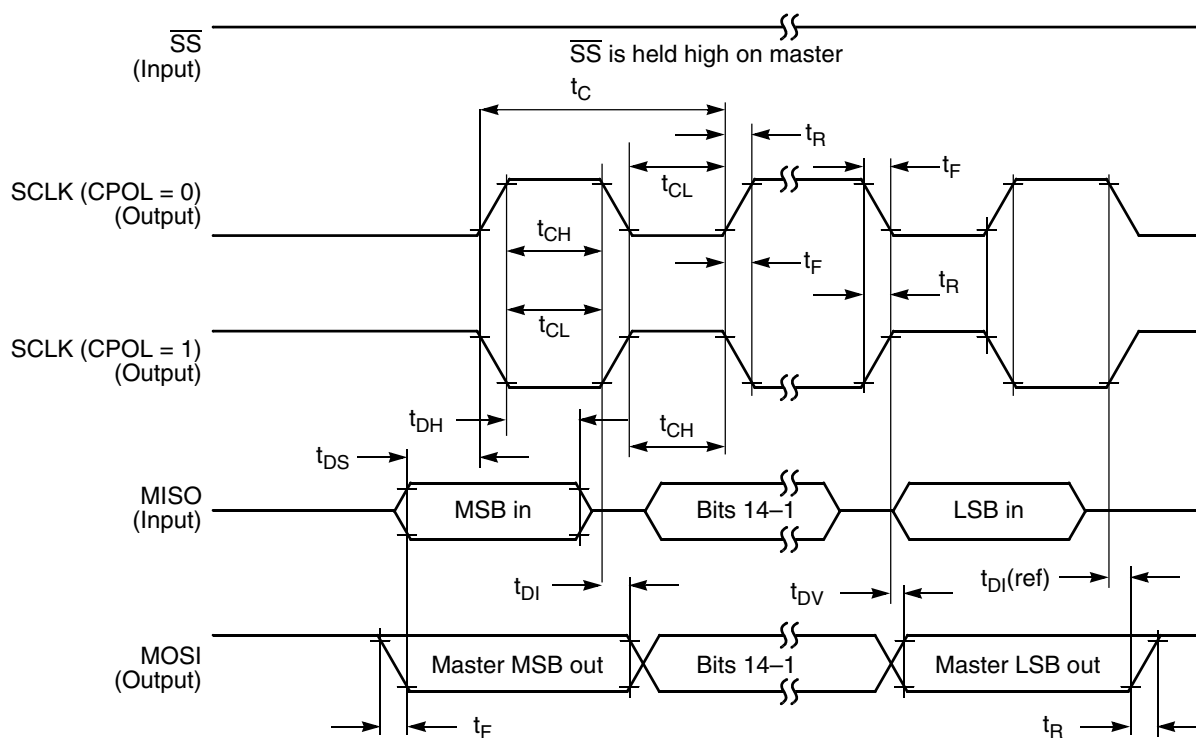 SS
(Input)
SS is held high on master
tC
tR
tF
SCLK (CPOL = 0)
(Output)
tCL
tCH
tF
tR
tCL
SCLK (CPOL = 1)
(Output)
tDH
tCH
tDS
MISO
(Input)
MSB in
Bits 14–1
LSB in
tDI
tDV
tDI(ref)
MOSI
(Output)
Master MSB out
Bits 14–1
Master LSB out
tF
tR